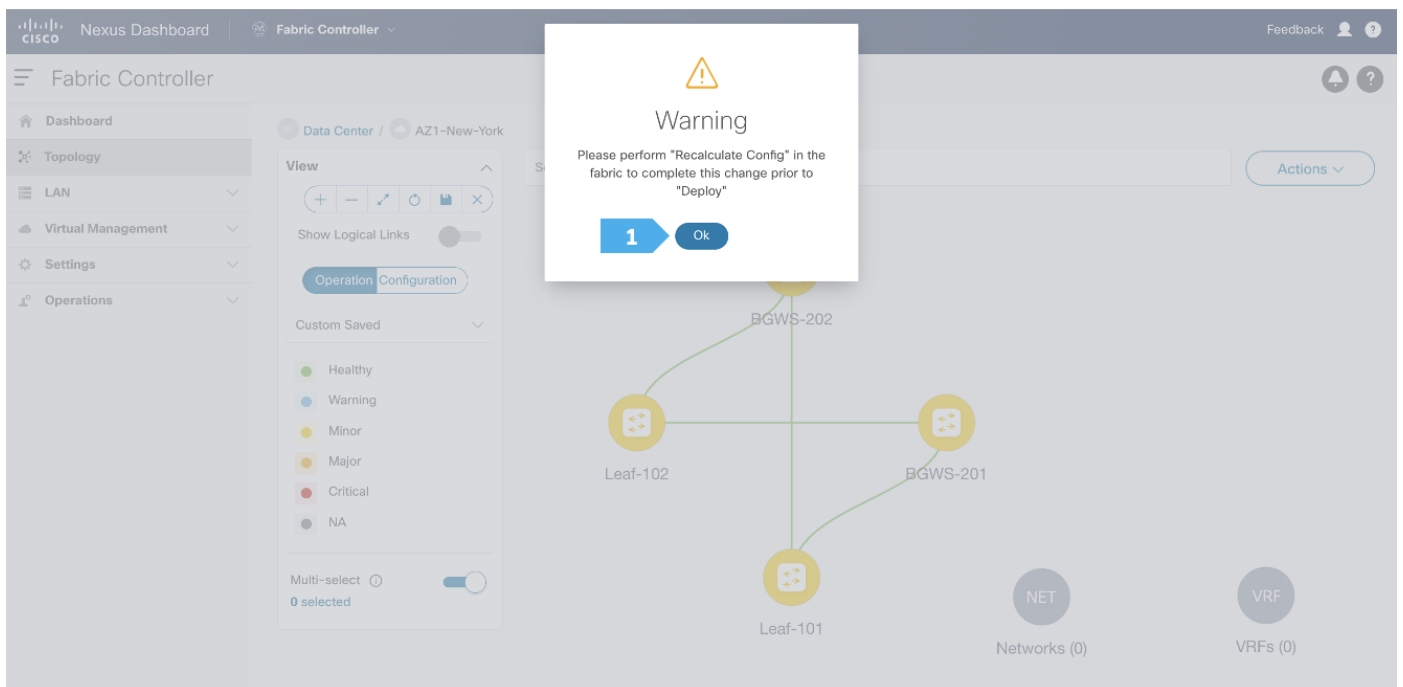 CISCO
Nexus Dashboard
Fabric Controller
Feedback
?
Fabric Controller
?
Dashboard
Topology
LAN
Virtual Management
Settings
Operations
Data Center / AZ1-New-York
View
Show Logical Links
Operation Configuration
Custom Saved
Healthy
Warning
Minor
Major
Critical
NA
Multi-select
0 selected
Actions
Warning
Please perform "Recalculate Config" in the
fabric to complete this change prior to
"Deploy"
1
Ok
BGWS-202
Leaf-102
BGWS-201
Leaf-101
NET
Networks (0)
VRF
VRFs (0)